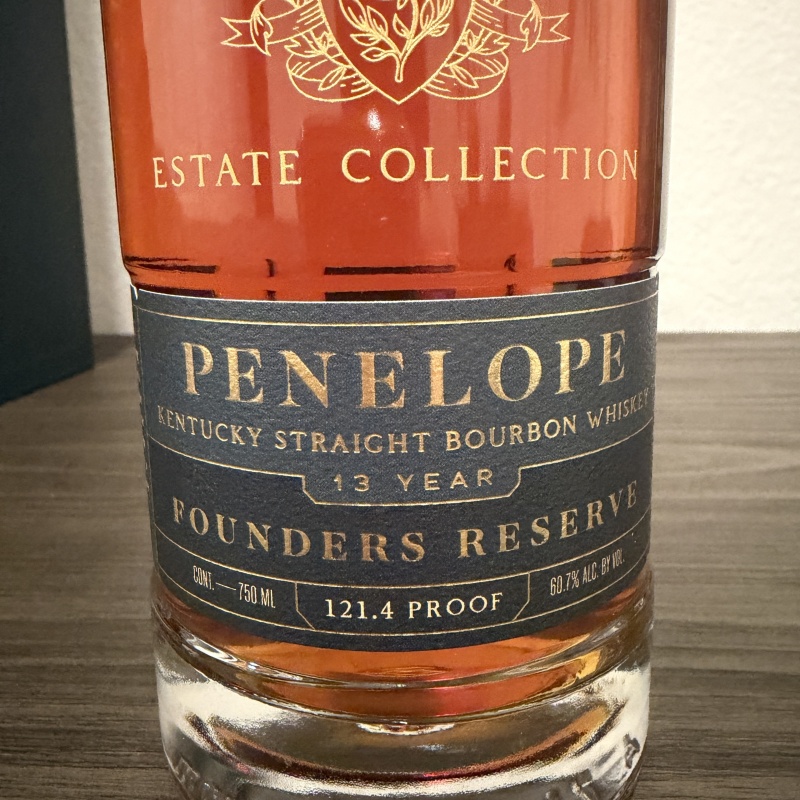 ESTATE COLLECTION
PENELOPE
KENTUCKY STRAIGHT BOURBON WHISKEY
13 YEAR
FOUNDERS RESERVE
CONT. — 750 ML
121.4 PROOF
60.7% ALC. BY VOL.